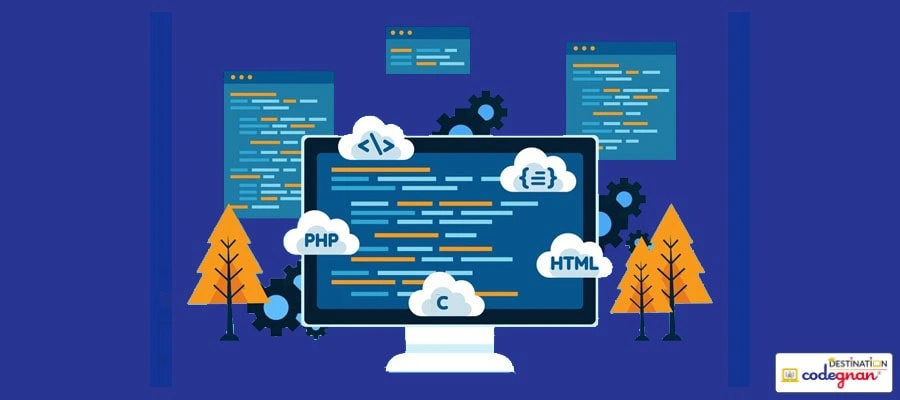 <\>
{≡}
PHP
HTML
C
DESTINATION
codegnan